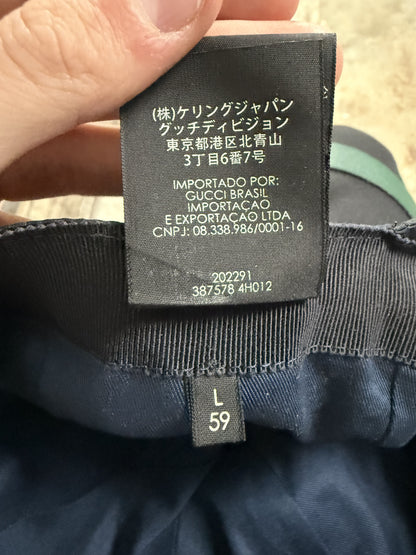 (株)ケリングジャパン
グッチディビジョン
東京都港区北青山
3丁目6番7号
IMPORTADO POR:
GUCCI BRASIL
IMPORTACAO
E EXPORTAÇAO LTDA
CNPJ: 08.338.986/0001-16
202291
387578 4H012
L
59